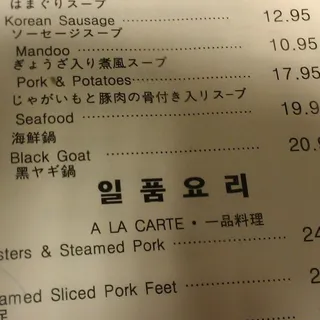 はまぐりスープ
Korean Sausage 12.95
ソーセージスープ
Mandoo 10.95
ぎょうざ入り煮風スープ
Pork & Potatoes 17.95
じゃがいもと豚肉の骨付き入りスープ
Seafood 19.9
海鮮鍋
Black Goat 20.
黒ヤギ鍋
일품요리
A LA CARTE · 一品料理
sters & Steamed Pork 24
amed Sliced Pork Feet 2
足